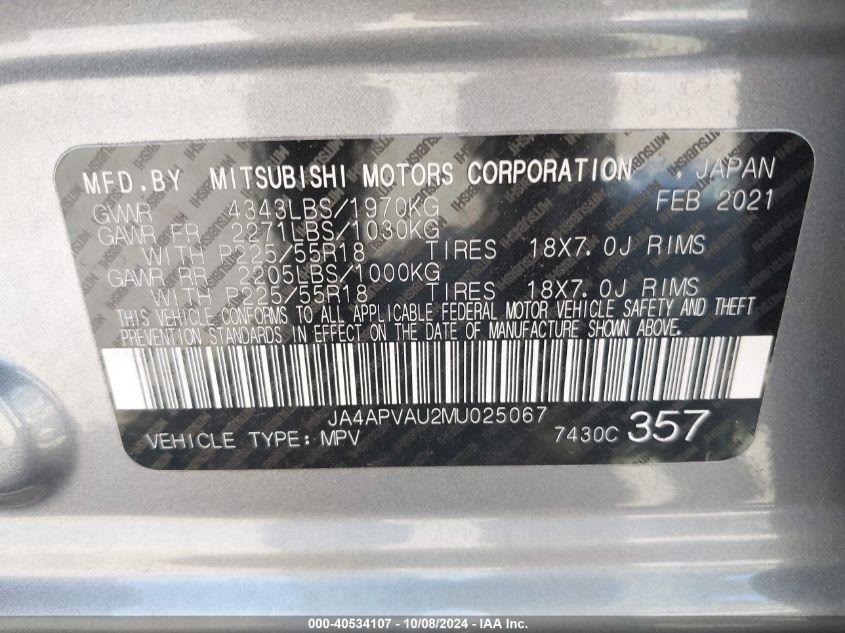 MFD.BY MITSUBISHI MOTORS CORPORATION , JAPAN
GVWR 4343LBS/1970KG FEB 2021
GAWR FR 2271LBS/1030KG
WITH P225/55R18 TIRES 18X7.0J RIMS
GAWR RR 2205LBS/1000KG
WITH P225/55R18 TIRES 18X7.0J RIMS
THIS VEHICLE CONFORMS TO ALL APPLICABLE FEDERAL MOTOR VEHICLE SAFETY AND THEFT
PREVENTION STANDARDS IN EFFECT ON THE DATE OF MANUFACTURE SHOWN ABOVE.
JA4APVAU2MU025067
VEHICLE TYPE: MPV 7430C 357
000-40534107 - 10/08/2024 - IAA Inc.